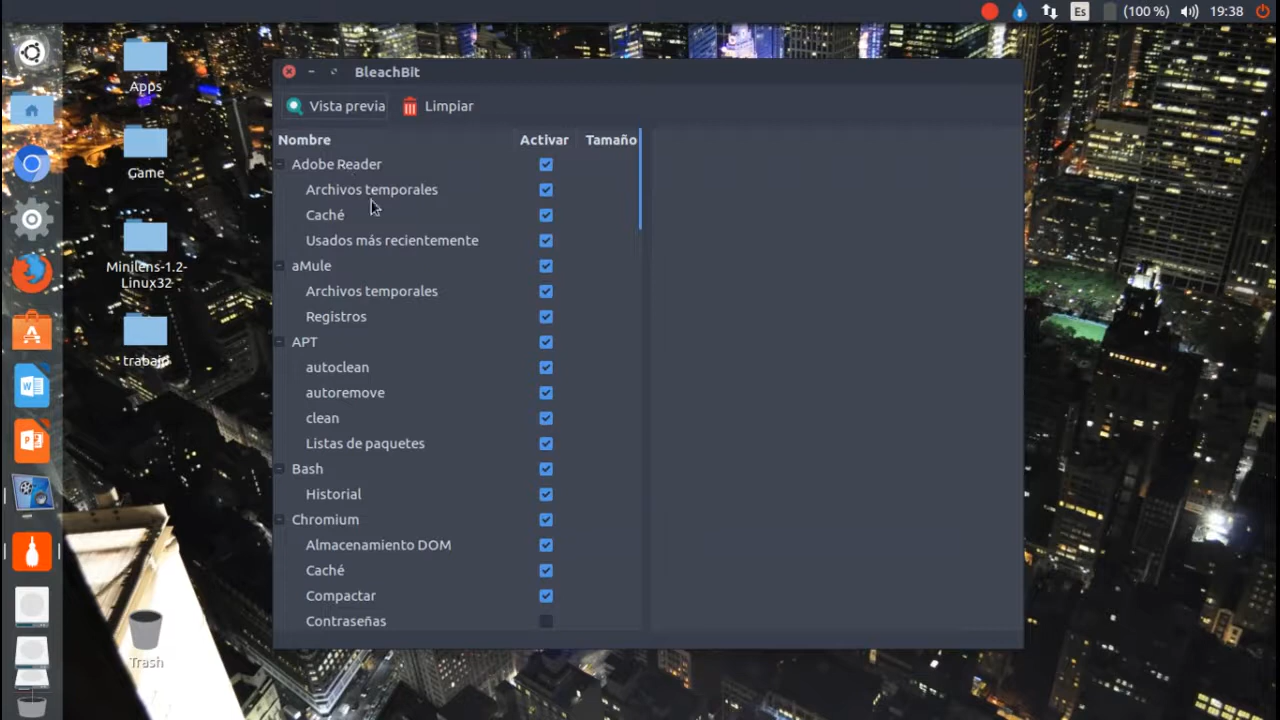 Es
(100 %)
19:38
Apps
Game
Minilens-1.2-
Linux32
trabajo
Trash
W
P
BleachBit
Vista previa
Limpiar
Nombre
Activar
Tamaño
Adobe Reader
Archivos temporales
Caché
Usados más recientemente
aMule
Archivos temporales
Registros
APT
autoclean
autoremove
clean
Listas de paquetes
Bash
Historial
Chromium
Almacenamiento DOM
Caché
Compactar
Contraseñas